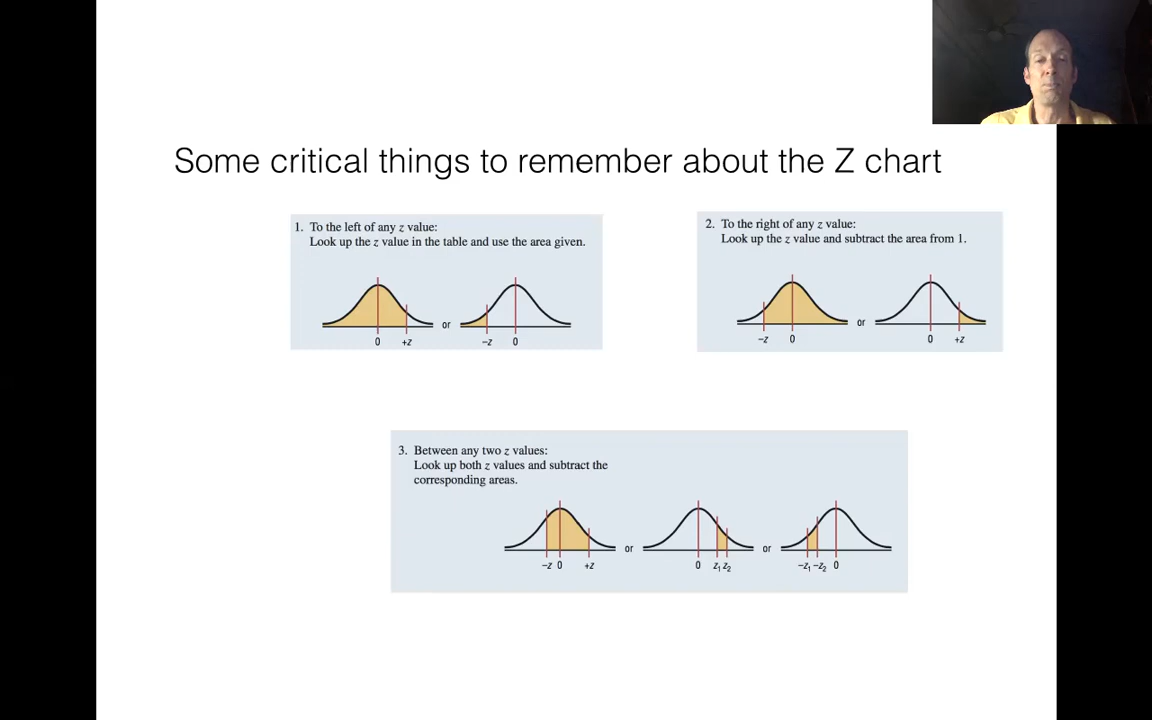 Some critical things to remember about the Z chart
1. To the left of any z value:
Look up the z value in the table and use the area given.
0 +z
or
−z 0
2. To the right of any z value:
Look up the z value and subtract the area from 1.
−z 0
or
0 +z
3. Between any two z values:
Look up both z values and subtract the
corresponding areas.
−z 0 +z
or
0 z₁ z₂
or
−z₁ −z₂ 0